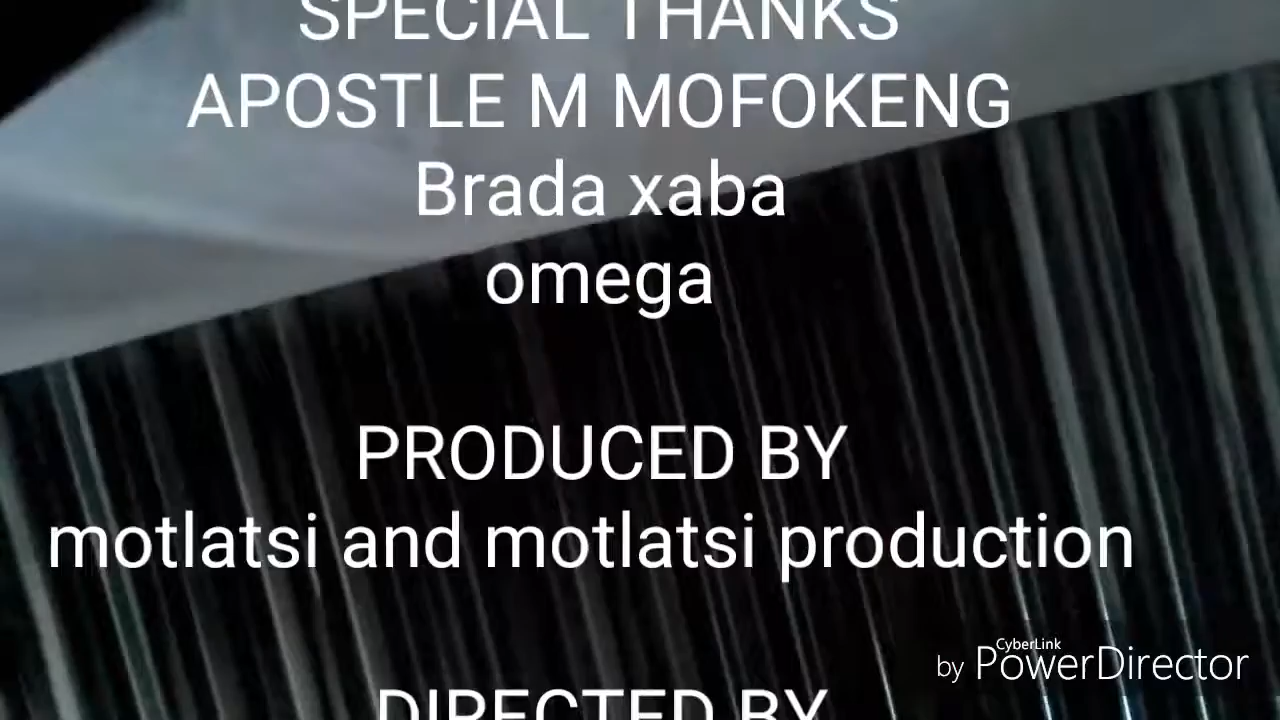 SPECIAL THANKS
APOSTLE M MOFOKENG
Brada xaba
omega
PRODUCED BY
motlatsi and motlatsi production
DIRECTED BY
CyberLink
by PowerDirector